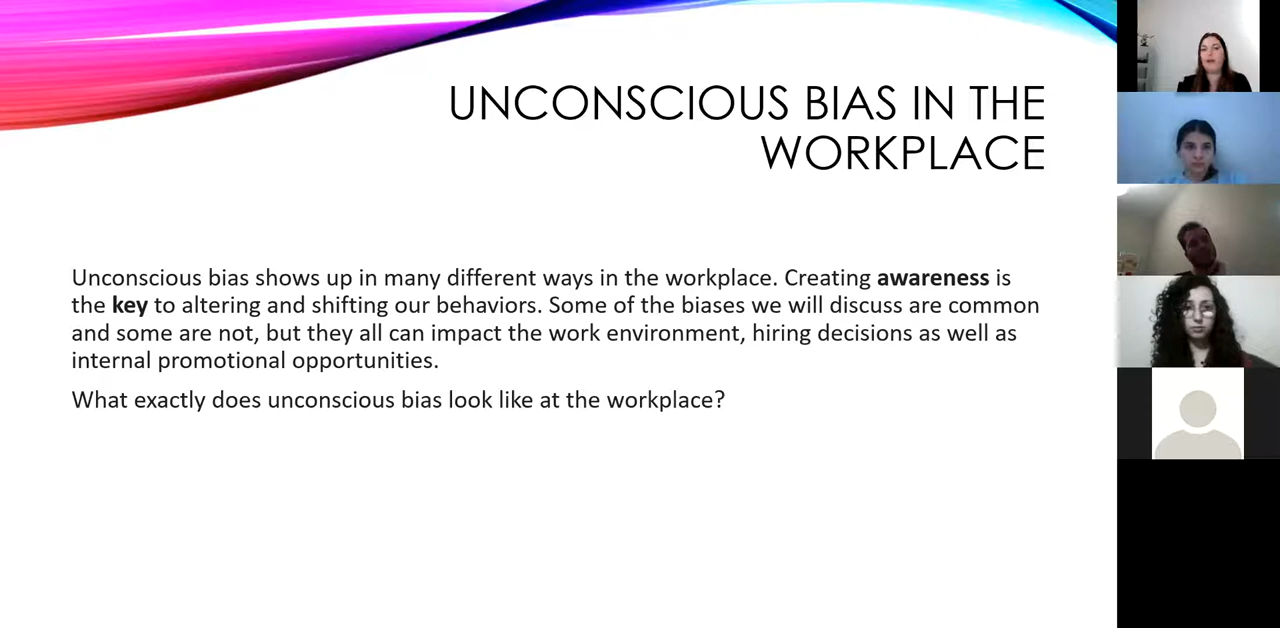 UNCONSCIOUS BIAS IN THE
WORKPLACE
Unconscious bias shows up in many different ways in the workplace. Creating awareness is
the key to altering and shifting our behaviors. Some of the biases we will discuss are common
and some are not, but they all can impact the work environment, hiring decisions as well as
internal promotional opportunities.
What exactly does unconscious bias look like at the workplace?